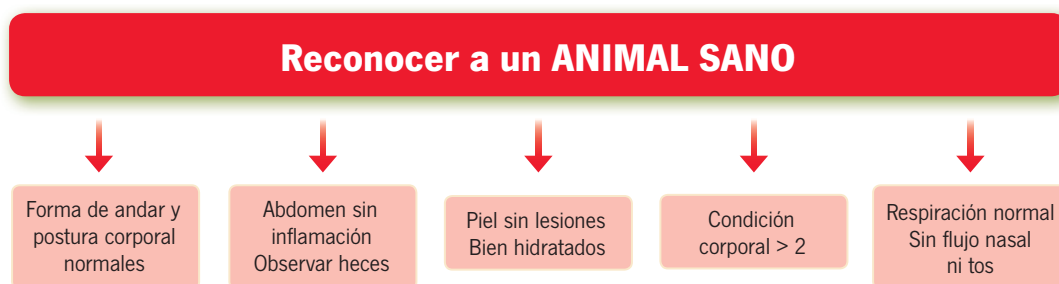 Reconocer a un ANIMAL SANO
Forma de andar y
postura corporal
normales
Abdomen sin
inflamación
Observar heces
Piel sin lesiones
Bien hidratados
Condición
corporal > 2
Respiración normal
Sin flujo nasal
ni tos